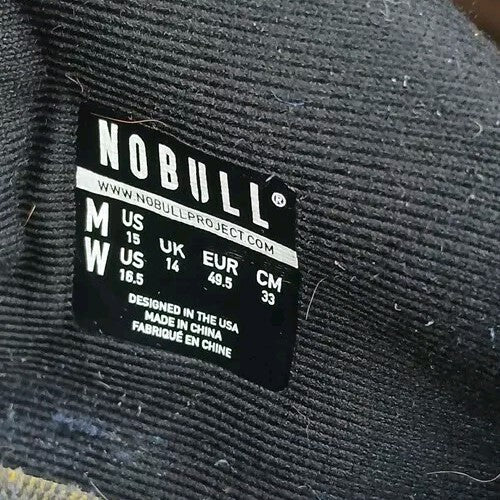 NOBULL®
WWW.NOBULLPROJECT.COM
M US 15 UK 14 EUR 49.5 CM 33
W US 16.5
DESIGNED IN THE USA
MADE IN CHINA
FABRIQUÉ EN CHINE